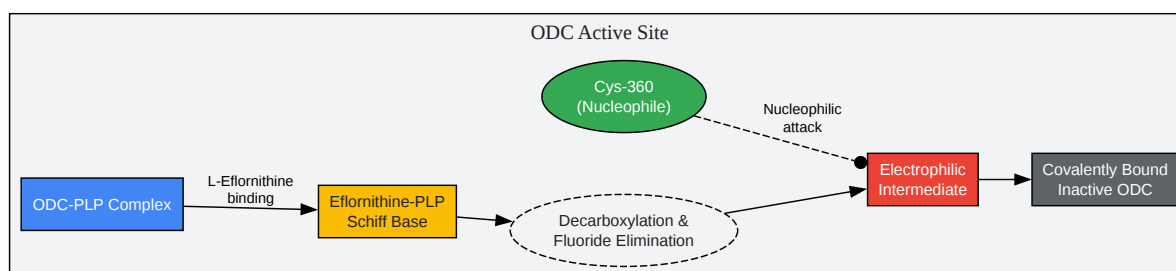 ODC Active Site
Cys-360
(Nucleophile)
Nucleophilic
attack
ODC-PLP Complex
L-Eflornithine
binding
Eflornithine-PLP
Schiff Base
Decarboxylation &
Fluoride Elimination
Electrophilic
Intermediate
Covalently Bound
Inactive ODC